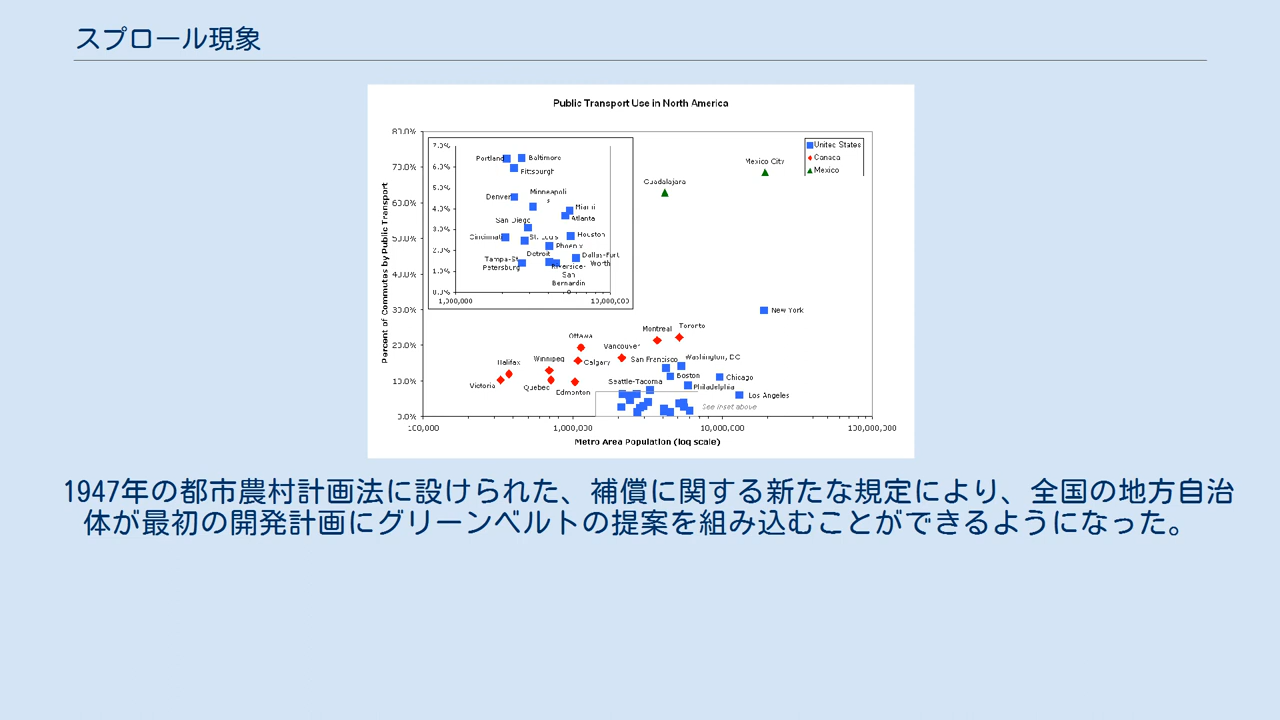 スプロール現象
Public Transport Use in North America
80.0%
70.0%
60.0%
50.0%
40.0%
30.0%
20.0%
10.0%
0.0%
Percent of Commutes by Public Transport
7.0%
6.0%
5.0%
4.0%
3.0%
2.0%
1.0%
0.0%
Portland
Baltimore
Pittsburgh
Denver
Minneapoli
s
Miami
Atlanta
San Diego
Cincinnati
St. Louis
Houston
Phoenix
Detroit
Dallas-Fort
Worth
Tampa-St.
Petersburg
Riverside-
San
Bernardin
o
1,000,000
10,000,000
United States
Canada
Mexico
Mexico City
Guadalajara
New York
Montreal
Toronto
Ottawa
Vancouver
Halifax
Winnipeg
Calgary
San Francisco
Washington, DC
Victoria
Quebec
Edmonton
Seattle-Tacoma
Boston
Chicago
Philadelphia
Los Angeles
See inset above
100,000
1,000,000
10,000,000
100,000,000
Metro Area Population (log scale)
1947年の都市農村計画法に設けられた、補償に関する新たな規定により、全国の地方自治
体が最初の開発計画にグリーンベルトの提案を組み込むことができるようになった。